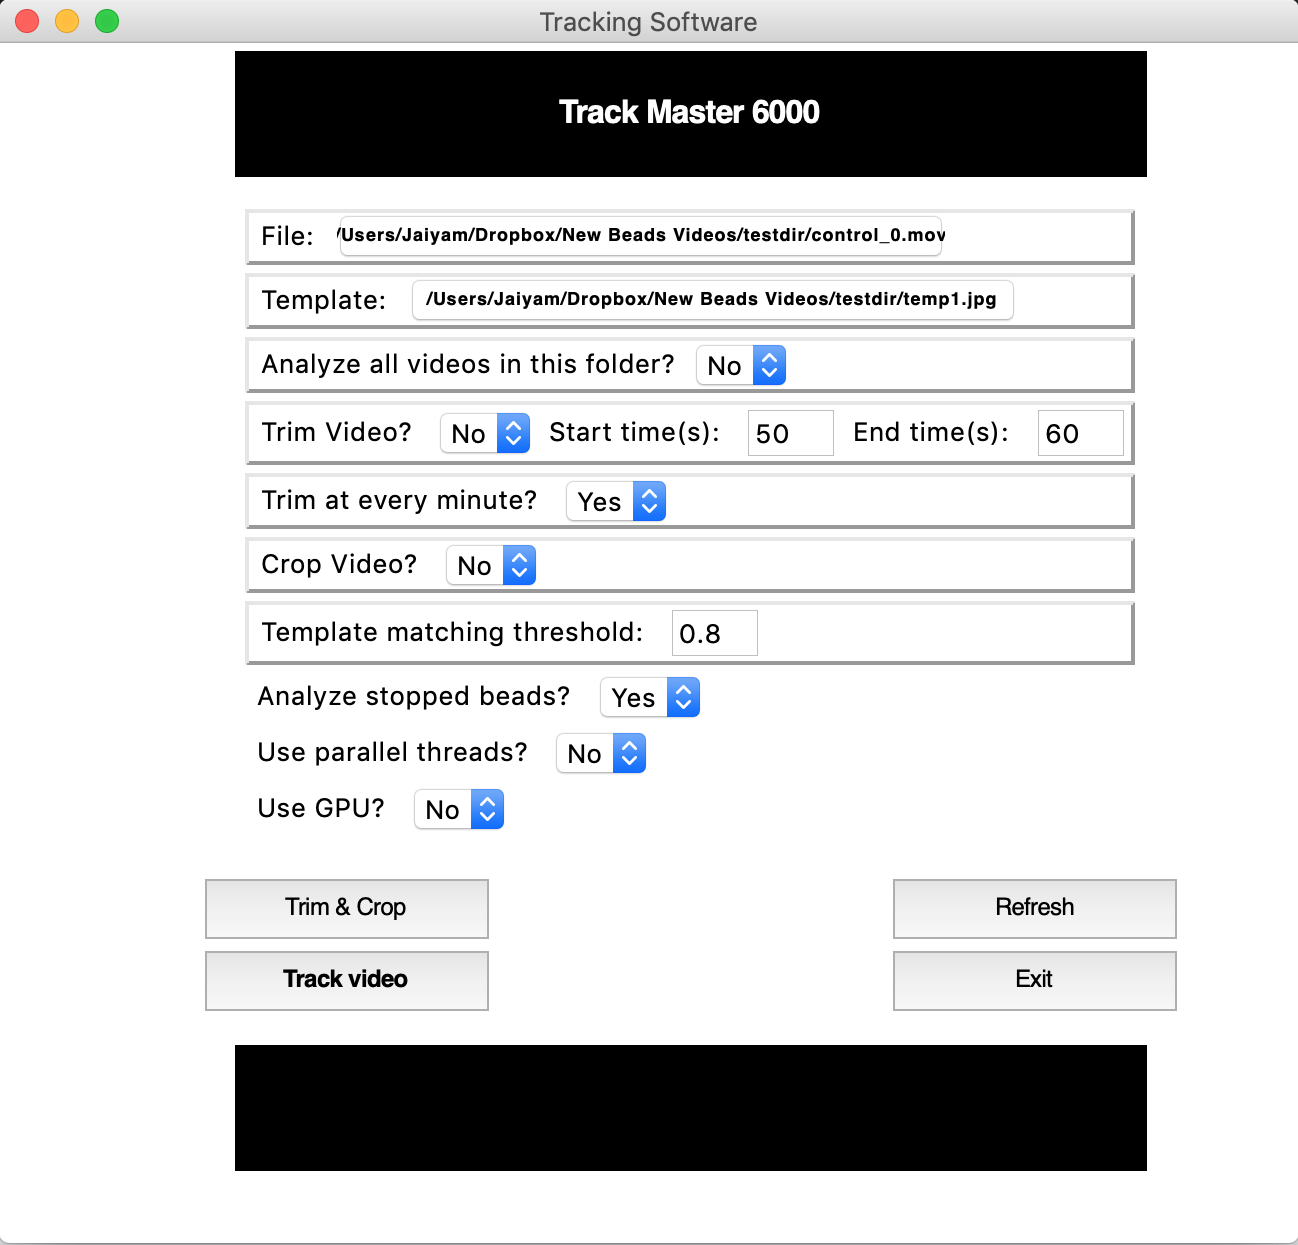 Tracking Software
Track Master 6000
File: /Users/Jaiyam/Dropbox/New Beads Videos/testdir/control_0.mov
Template: /Users/Jaiyam/Dropbox/New Beads Videos/testdir/temp1.jpg
Analyze all videos in this folder? No
Trim Video? No Start time(s): 50 End time(s): 60
Trim at every minute? Yes
Crop Video? No
Template matching threshold: 0.8
Analyze stopped beads? Yes
Use parallel threads? No
Use GPU? No
Trim & Crop Refresh
Track video Exit